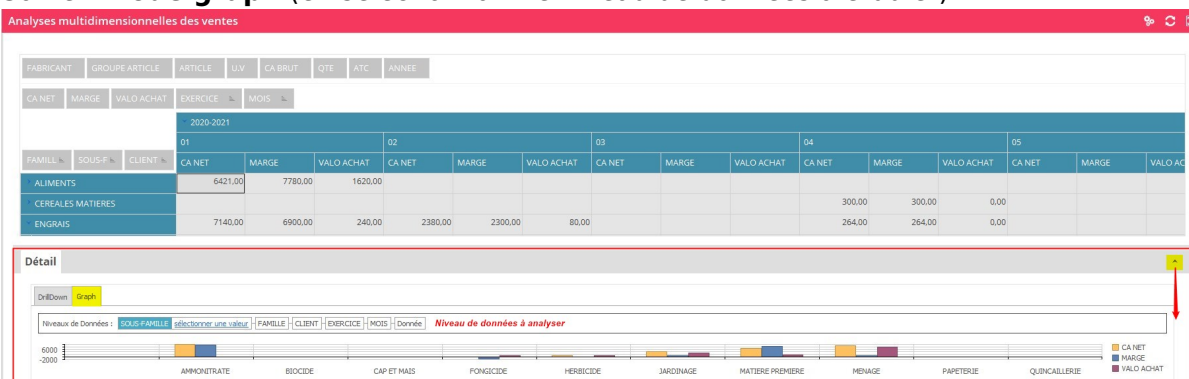 Analyses multidimensionnelles des ventes
FABRICANT GROUPE ARTICLE ARTICLE U.V CA BRUT QTE ATC ANNEE
CA NET MARGE VALO ACHAT EXERCICE MOIS
2020-2021
01 02 03 04 05
FAMILL SOUS-F CLIENT CA NET MARGE VALO ACHAT CA NET MARGE VALO ACHAT CA NET MARGE VALO ACHAT CA NET MARGE VALO ACHAT CA NET MARGE VALO AC
ALIMENTS 6421,00 7780,00 1620,00
CEREALES MATIERES 300,00 300,00 0,00
ENGRAIS 7140,00 6900,00 240,00 2380,00 2300,00 80,00 264,00 264,00 0,00
Détail
DrillDown Graph
Niveaux de Données : SOUS-FAMILLE sélectionner une valeur FAMILLE CLIENT EXERCICE MOIS Donnée Niveau de données à analyser
6000
-2000
AMMONITRATE BIOCIDE CAP ET MAIS FONGICIDE HERBICIDE JARDINAGE MATIERE PREMIERE MENAGE PAPETERIE QUINCAILLERIE
CA NET
MARGE
VALO ACHAT